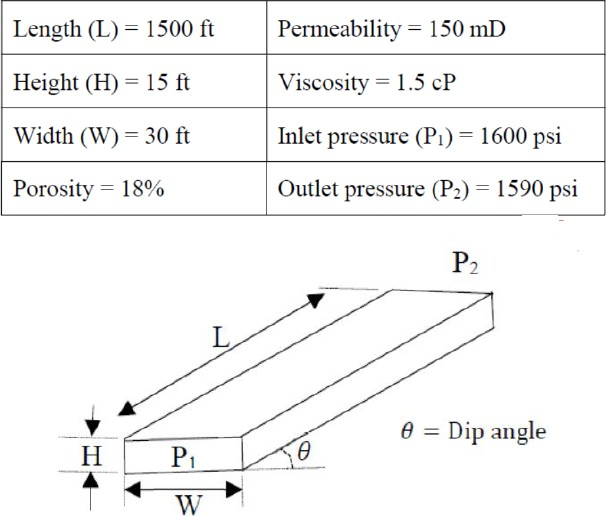 Length (L) = 1500 ft
Permeability = 150 mD
Height (H) = 15 ft
Viscosity = 1.5 cP
Width (W) = 30 ft
Inlet pressure (P₁) = 1600 psi
Porosity = 18%
Outlet pressure (P₂) = 1590 psi
P₂
L
θ = Dip angle
H
P₁
θ
W